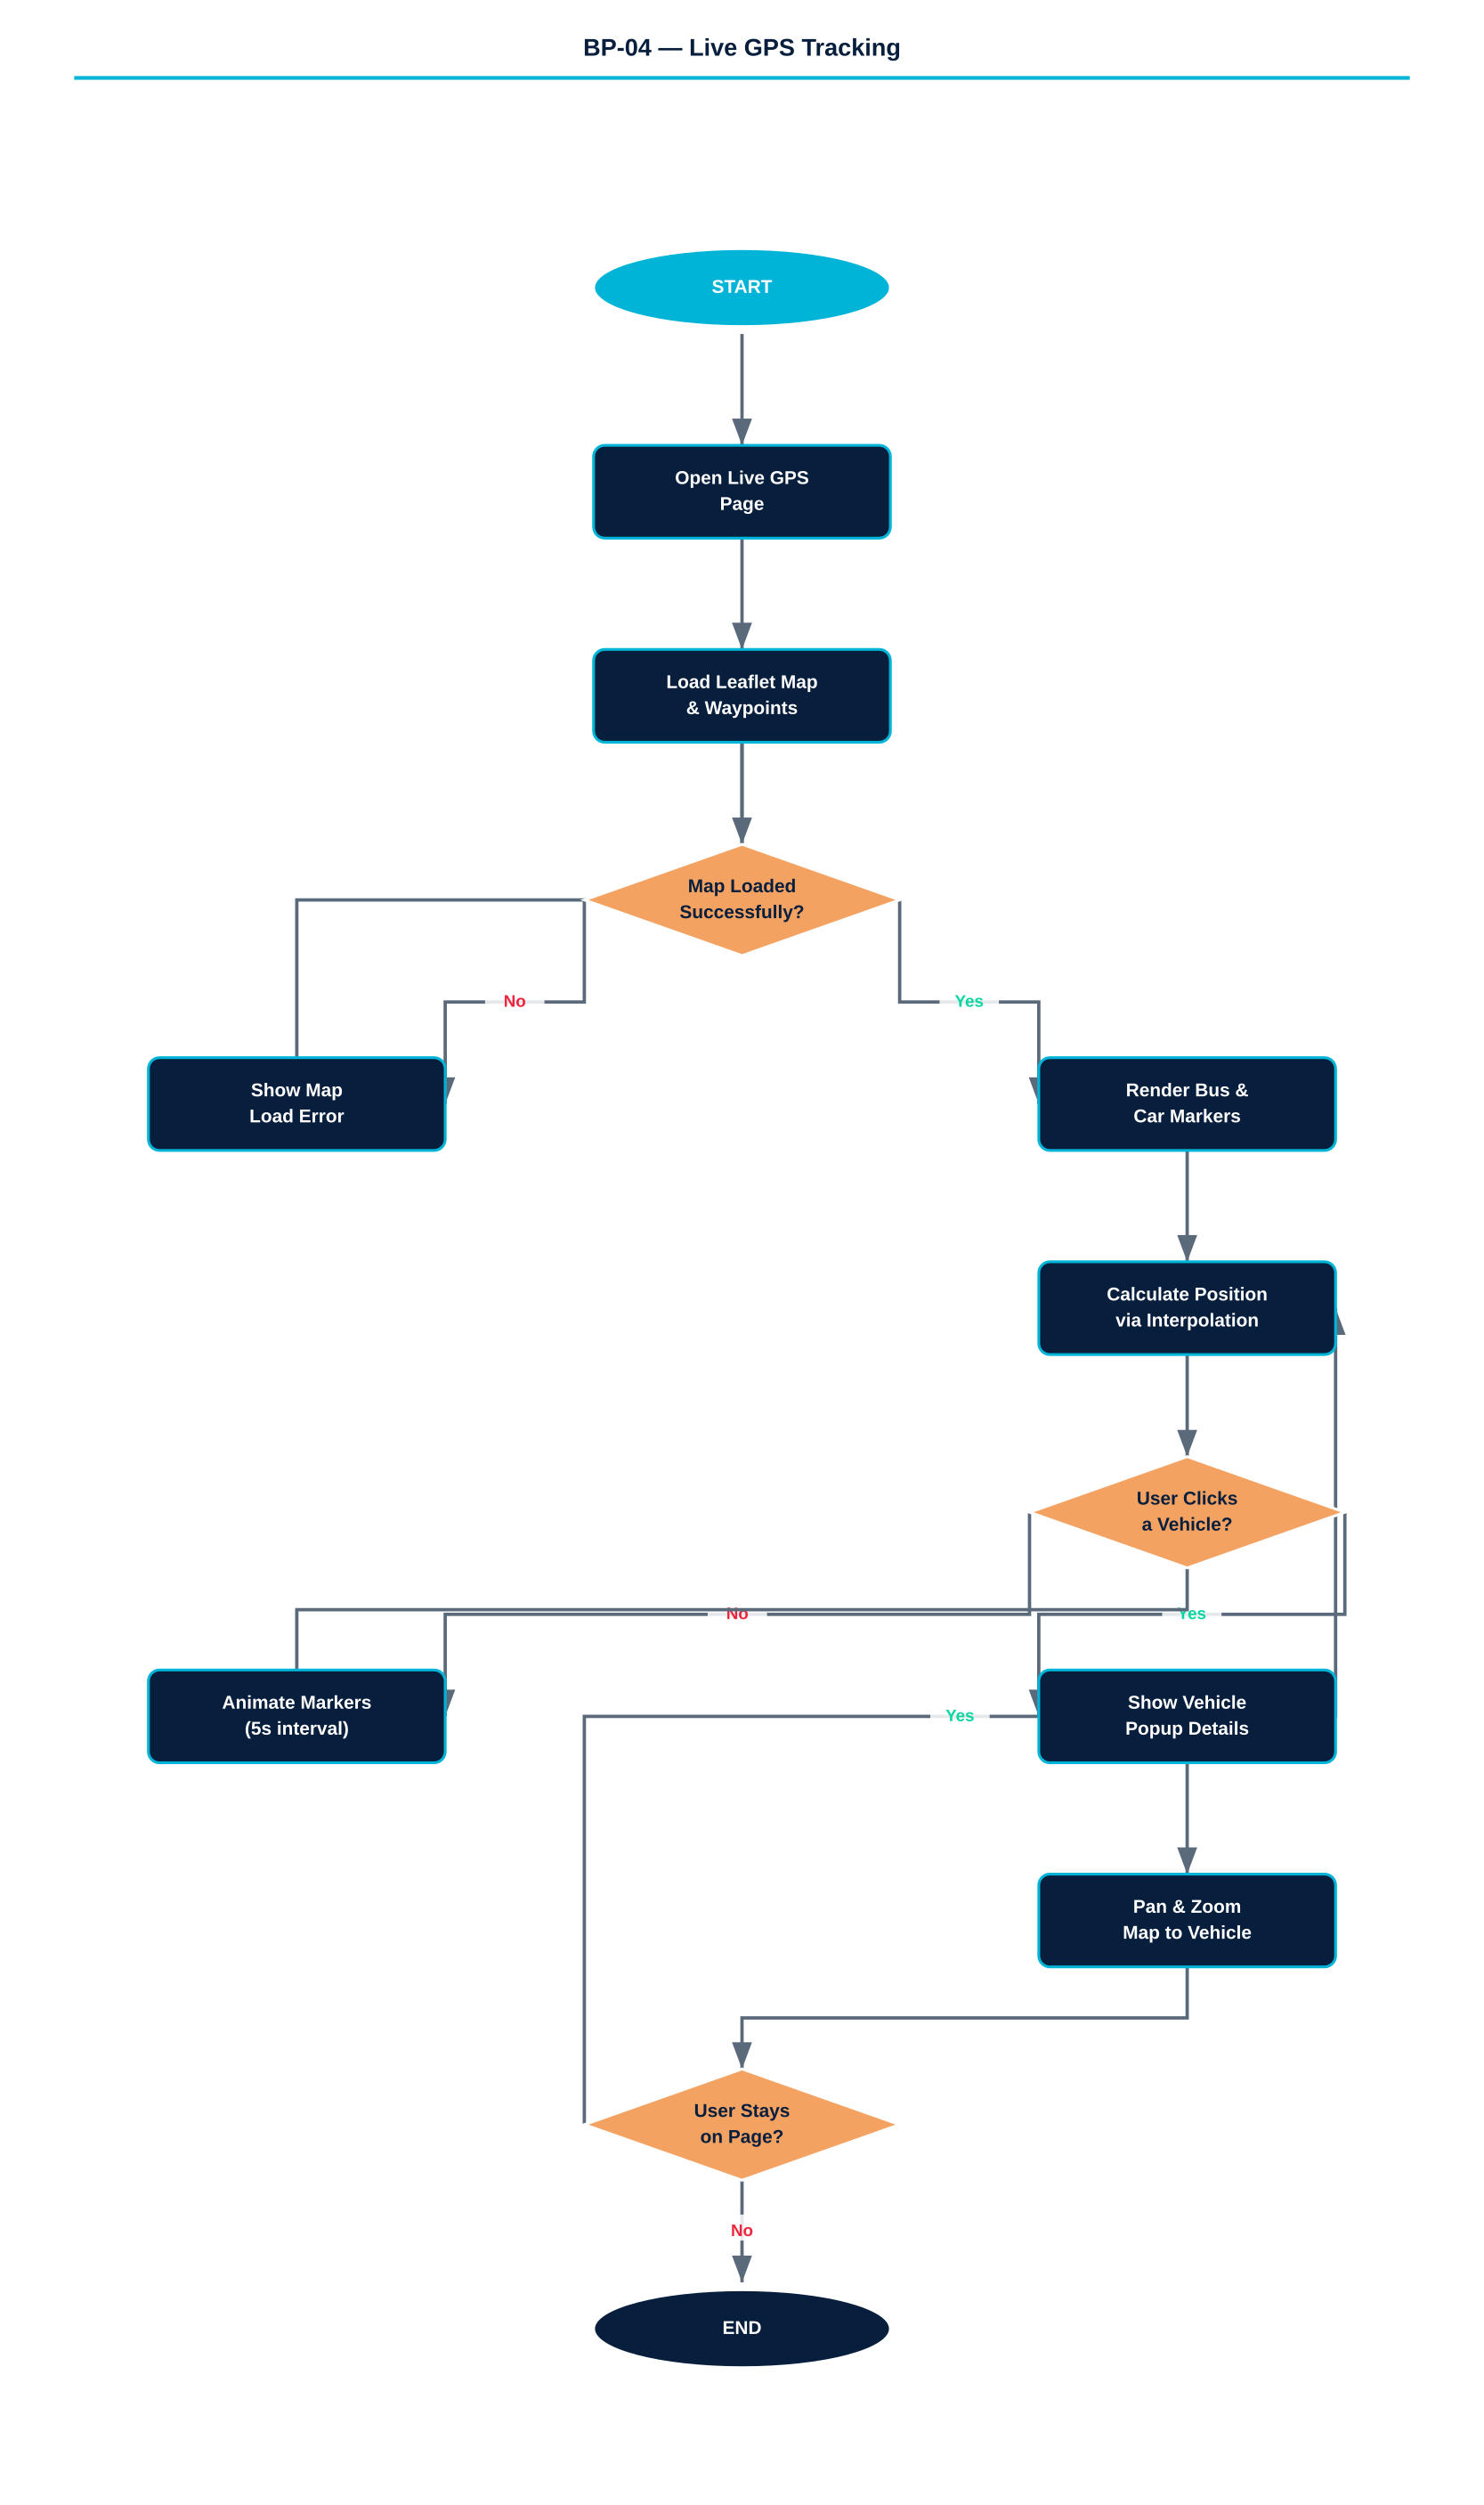 BP-04 — Live GPS Tracking
START
Open Live GPS
Page
Load Leaflet Map
& Waypoints
Map Loaded
Successfully?
No
Yes
Show Map
Load Error
Render Bus &
Car Markers
Calculate Position
via Interpolation
User Clicks
a Vehicle?
No
Yes
Animate Markers
(5s interval)
Yes
Show Vehicle
Popup Details
Pan & Zoom
Map to Vehicle
User Stays
on Page?
No
END